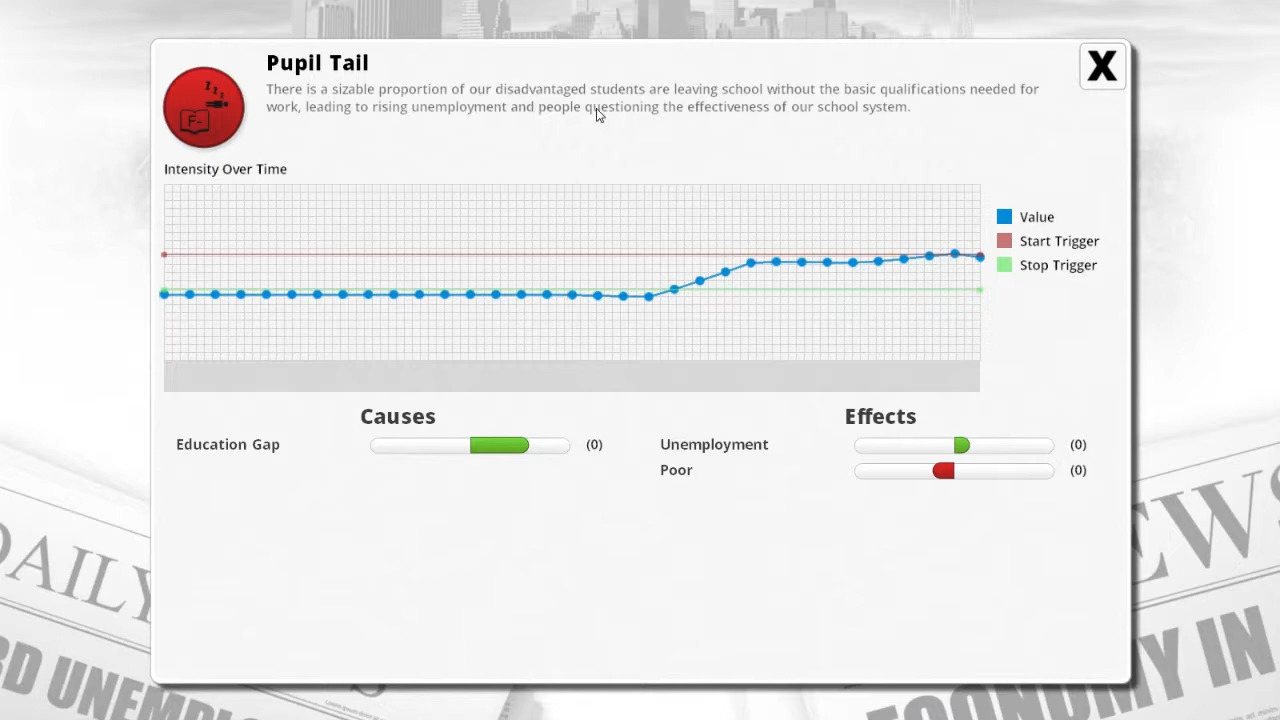 Pupil Tail
X
There is a sizable proportion of our disadvantaged students are leaving school without the basic qualifications needed for
work, leading to rising unemployment and people questioning the effectiveness of our school system.
F-
Intensity Over Time
Value
Start Trigger
Stop Trigger
Causes
Effects
Education Gap (0)
Unemployment (0)
Poor (0)
DAILY
EWS
ECONOMY IN